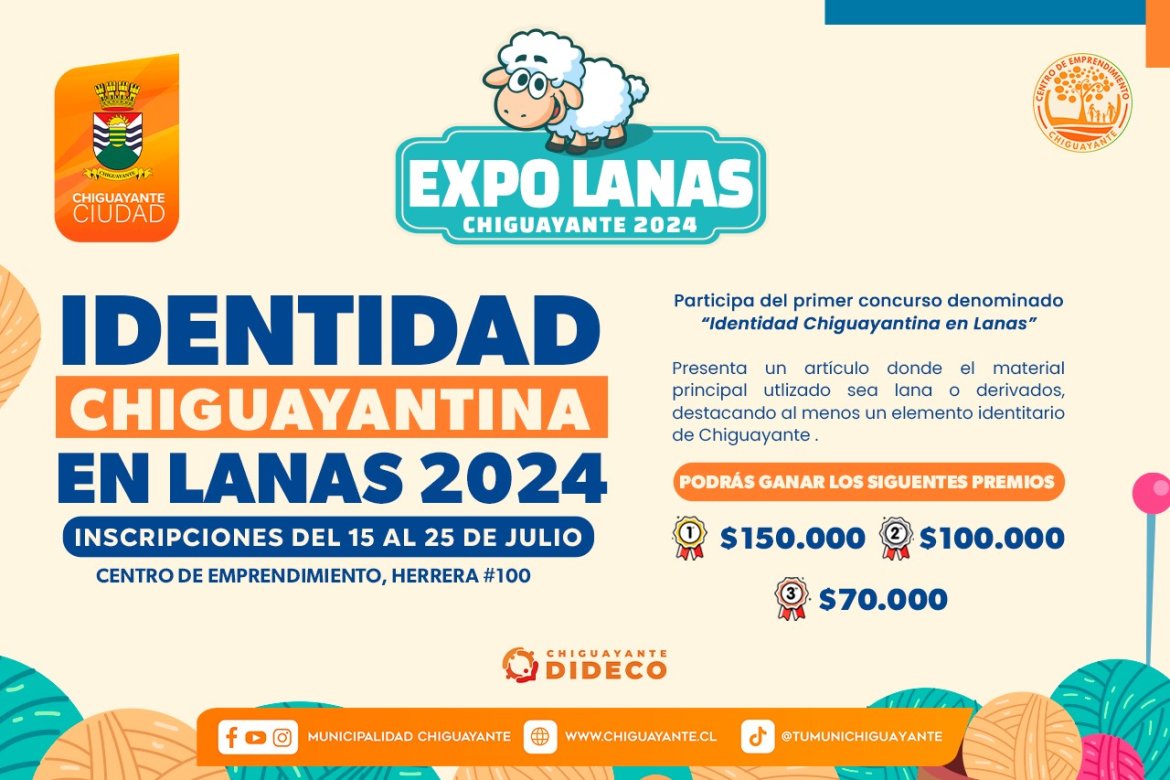 CHIGUAYANTE
CHIGUAYANTE
CIUDAD
EXPO LANAS
CHIGUAYANTE 2024
CENTRO DE EMPRENDIMIENTO
CHIGUAYANTE
IDENTIDAD
CHIGUAYANTINA
EN LANAS 2024
INSCRIPCIONES DEL 15 AL 25 DE JULIO
CENTRO DE EMPRENDIMIENTO, HERRERA #100
Participa del primer concurso denominado
“Identidad Chiguayantina en Lanas”
Presenta un artículo donde el material
principal utlizado sea lana o derivados,
destacando al menos un elemento identitario
de Chiguayante .
PODRÁS GANAR LOS SIGUENTES PREMIOS
1° $150.000 2° $100.000
3° $70.000
CHIGUAYANTE
DIDECO
MUNICIPALIDAD CHIGUAYANTE WWW.CHIGUAYANTE.CL @TUMUNICHIGUAYANTE